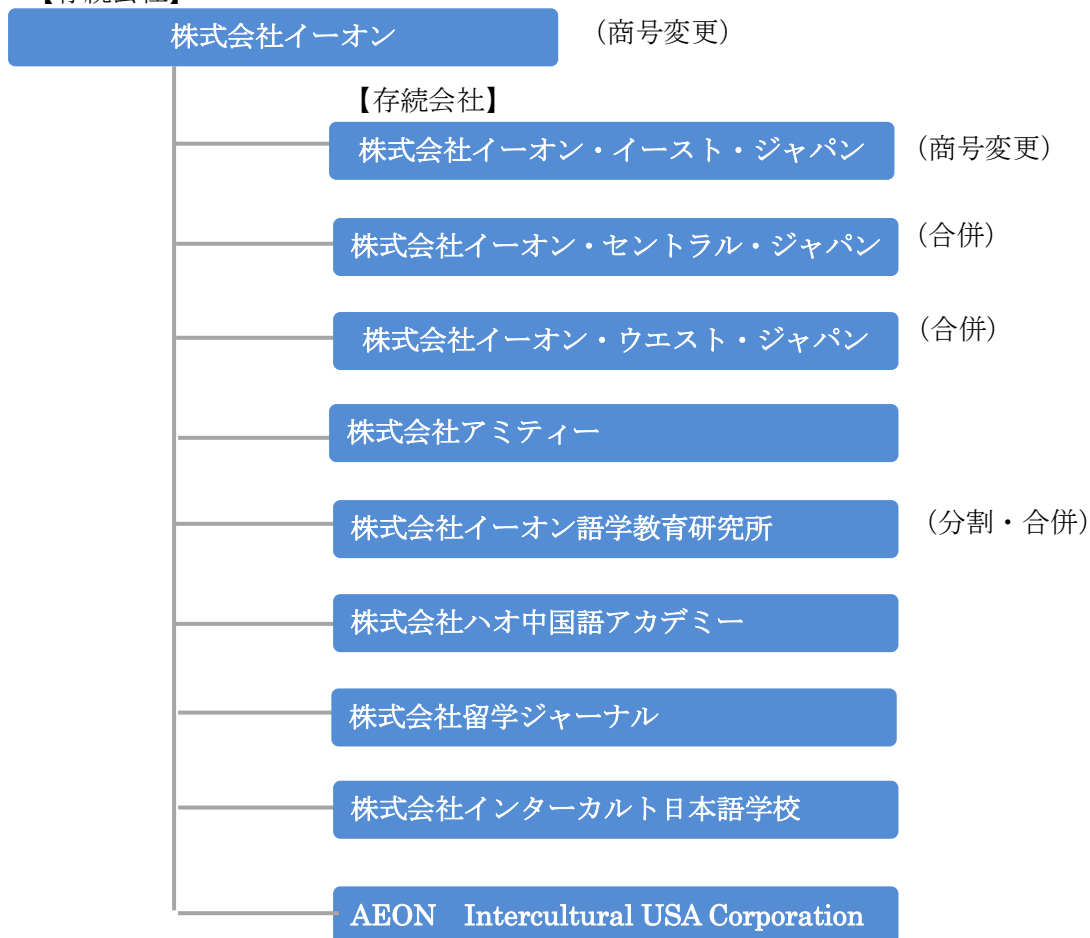 【存続会社】
株式会社イーオン
（商号変更）
【存続会社】
株式会社イーオン・イースト・ジャパン
（商号変更）
株式会社イーオン・セントラル・ジャパン
（合併）
株式会社イーオン・ウエスト・ジャパン
（合併）
株式会社アミティー
株式会社イーオン語学教育研究所
（分割・合併）
株式会社ハオ中国語アカデミー
株式会社留学ジャーナル
株式会社インターカルト日本語学校
AEON　Intercultural USA Corporation